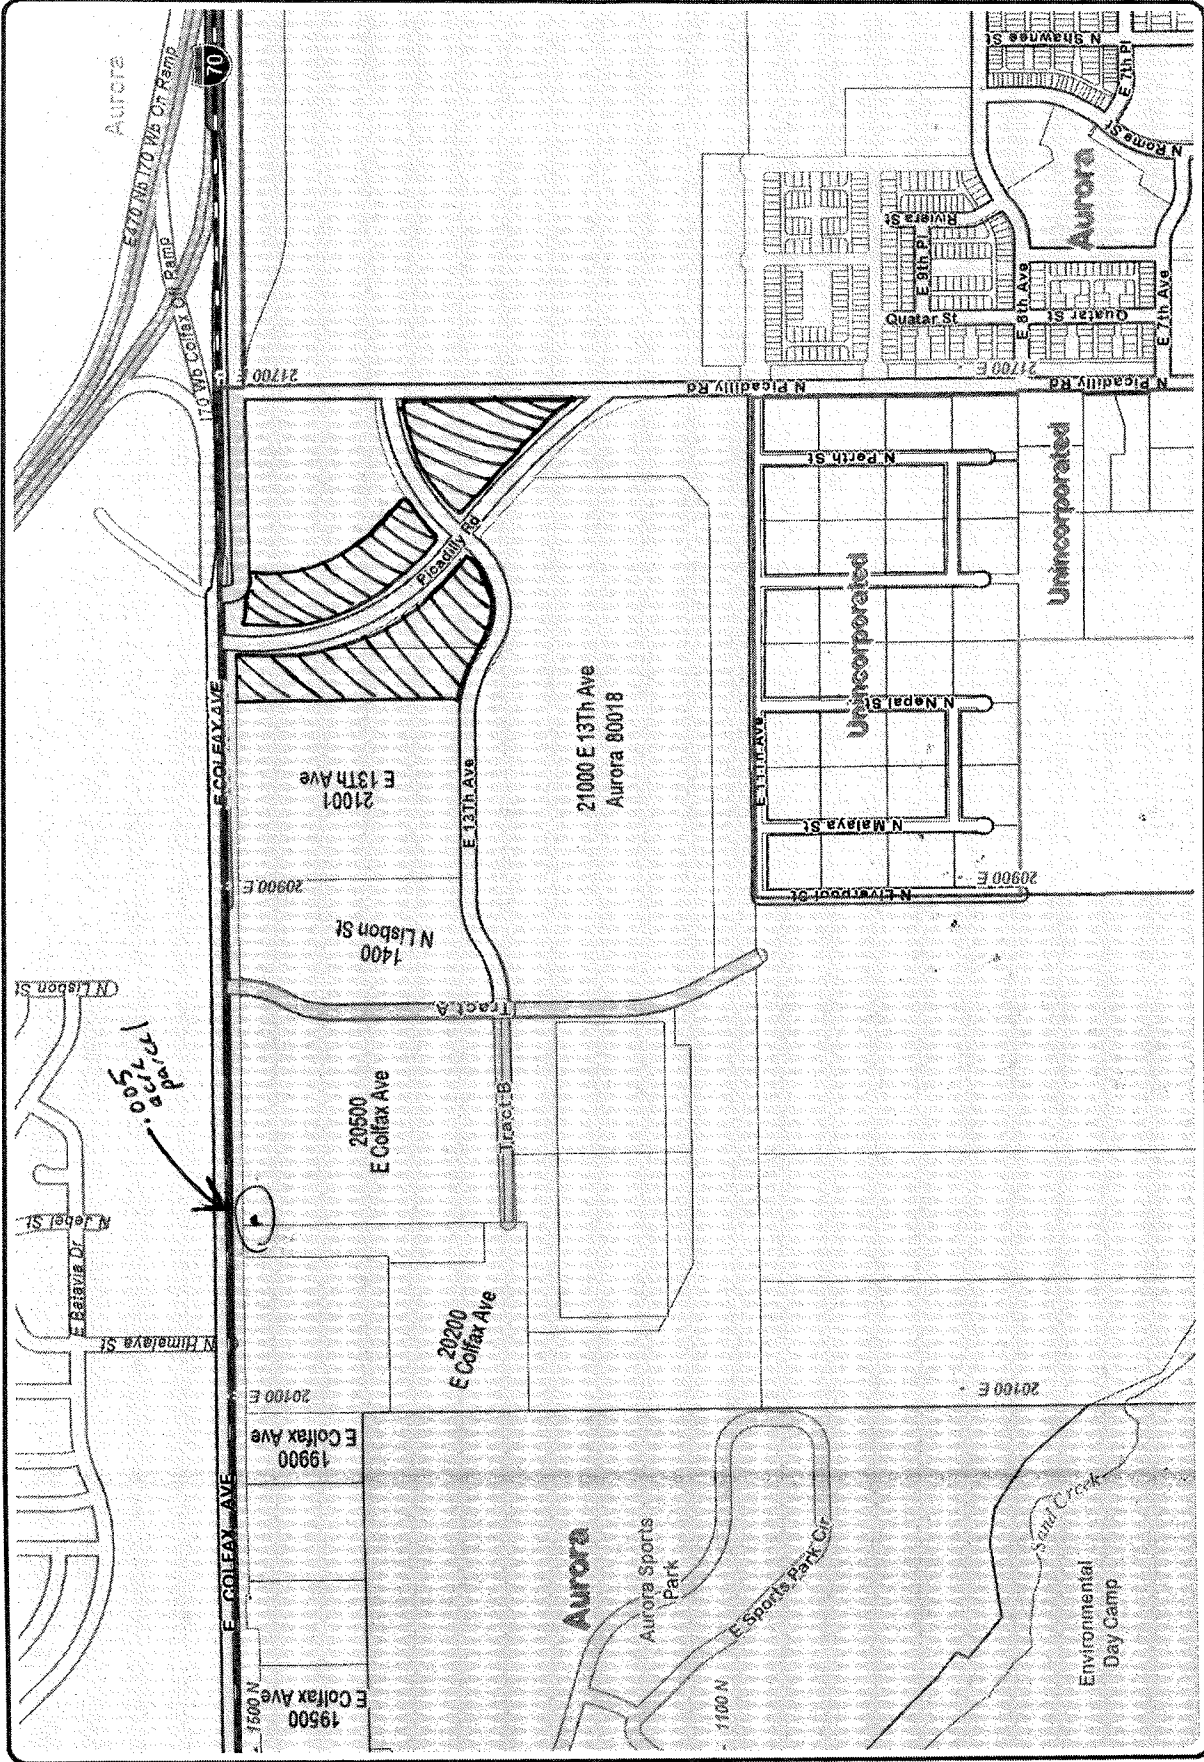 Aurora
E470 Nb 170 Wb On Ramp
70
170 Wb Colfax Off Ramp
N Shawnee St
E 7th Pl
N Rome St
Aurora
Riviera St
E 9th Pl
Quatar St
E 8th Ave
Quatar St
E 7th Ave
21700 E
21700 E
N Picadilly Rd
N Picadilly Rd
Picadilly Rd
N Perth St
Unincorporated
Unincorporated
N Nepal St
N Malaya St
N Liverpool St
E 11Th Ave
20900 E
E COLFAX AVE
21001
E 13Th Ave
E 13Th Ave
21000 E 13Th Ave
Aurora 80018
20900 E
1400
N Lisbon St
N Lisbon St
Tract A
Tract B
.005
acre
parcel
20500
E Colfax Ave
N Jebel St
E Batavia Dr
N Himalaya St
20200
E Colfax Ave
20100 E
20100 E
19900
E Colfax Ave
E COLFAX AVE
1500 N
19500
E Colfax Ave
Aurora
Aurora Sports
Park
E Sports Park Cir
1100 N
Sand Creek
Environmental
Day Camp